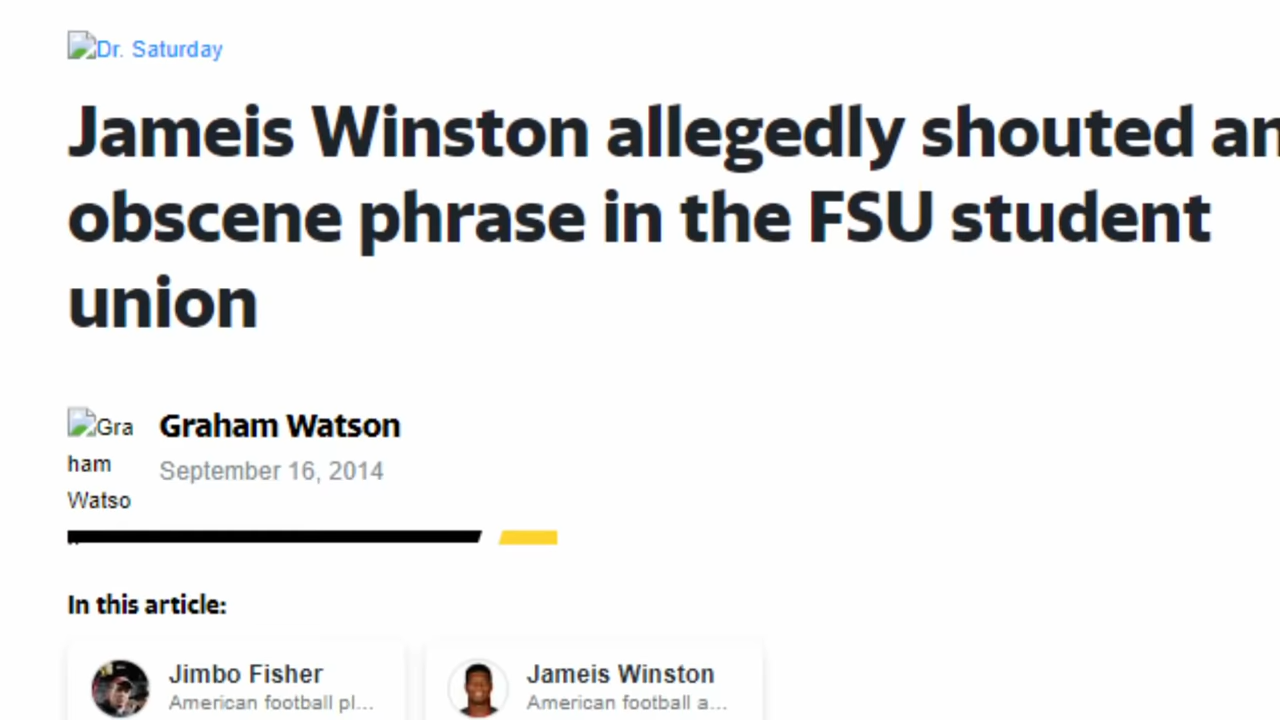 Dr. Saturday
Jameis Winston allegedly shouted an
obscene phrase in the FSU student
union
Gra
ham
Watso
Graham Watson
September 16, 2014
In this article:
Jimbo Fisher
American football pl...
Jameis Winston
American football a...